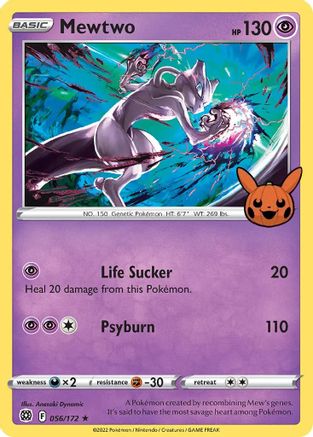 BASIC Mewtwo HP 130
NO. 150 Genetic Pokémon HT: 6'7" WT: 269 lbs.
Life Sucker 20
Heal 20 damage from this Pokémon.
Psyburn 110
weakness ×2 resistance -30 retreat
Illus. Anesaki Dynamic
A Pokémon created by recombining Mew's genes.
It's said to have the most savage heart among Pokémon.
F 056/172 ★
©2022 Pokémon / Nintendo / Creatures / GAME FREAK